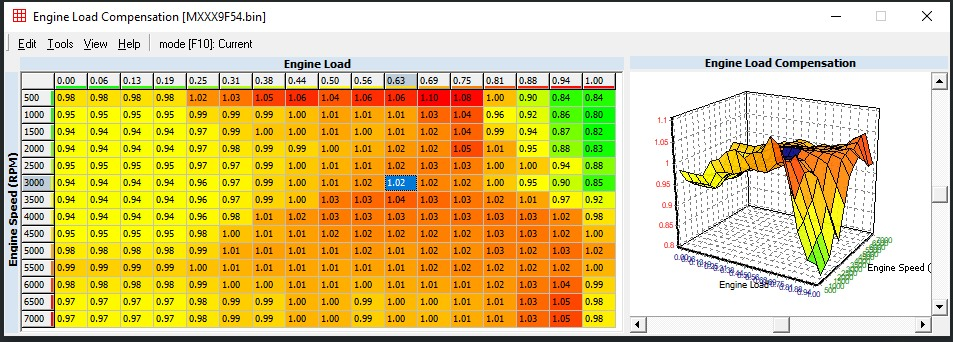 Engine Load Compensation [MXXX9F54.bin]
Edit Tools View Help mode [F10]: Current
Engine Load
0.00 0.06 0.13 0.19 0.25 0.31 0.38 0.44 0.50 0.56 0.63 0.69 0.75 0.81 0.88 0.94 1.00
500 0.98 0.98 0.98 0.98 1.02 1.03 1.05 1.06 1.04 1.06 1.06 1.10 1.08 1.00 0.90 0.84 0.84
1000 0.95 0.95 0.95 0.95 0.99 0.99 0.99 1.00 1.01 1.01 1.01 1.03 1.04 0.96 0.92 0.86 0.80
1500 0.94 0.94 0.94 0.94 0.97 0.99 1.00 1.00 1.01 1.01 1.01 1.02 1.04 0.99 0.94 0.87 0.82
2000 0.94 0.94 0.94 0.94 0.97 0.98 0.99 0.99 1.01 1.02 1.02 1.02 1.05 1.01 0.95 0.88 0.83
2500 0.95 0.94 0.94 0.95 0.95 0.97 0.99 1.00 1.01 1.01 1.02 1.03 1.03 1.00 1.00 0.94 0.88
3000 0.94 0.94 0.94 0.94 0.96 0.97 0.99 1.00 1.01 1.02 1.02 1.02 1.02 1.00 0.95 0.90 0.85
3500 0.94 0.94 0.94 0.94 0.95 0.96 0.99 1.00 1.03 1.03 1.04 1.03 1.03 1.02 1.01 0.97 0.92
4000 0.94 0.94 0.94 0.94 0.96 0.98 1.01 1.02 1.03 1.03 1.03 1.03 1.03 1.02 1.02 1.02 0.98
4500 0.98 0.98 0.98 0.98 0.99 1.01 1.01 1.01 1.02 1.02 1.02 1.02 1.02 1.03 1.02 1.02 1.00
5000 0.98 0.98 0.98 0.98 0.99 1.01 1.01 1.01 1.01 1.02 1.01 1.02 1.02 1.02 1.03 1.03 1.02
5500 0.99 0.99 0.99 0.99 1.00 1.01 1.01 1.01 1.01 1.01 1.01 1.02 1.02 1.02 1.02 1.02 1.00
6000 0.98 0.98 0.98 0.99 0.99 1.00 1.01 1.01 1.01 1.01 1.01 1.01 1.01 1.02 1.03 1.04 0.99
6500 0.97 0.97 0.97 0.98 0.99 0.99 1.00 1.00 1.00 0.99 1.00 1.01 1.01 1.02 1.03 1.05 0.98
7000 0.97 0.97 0.98 0.98 0.99 0.99 1.00 1.00 0.99 1.00 1.00 1.01 1.01 1.01 1.03 1.05 0.98
Engine Speed (RPM)
Engine Load Compensation
1.1
1.05
1
0.95
0.9
0.85
0.8
Engine Load
Engine Speed (